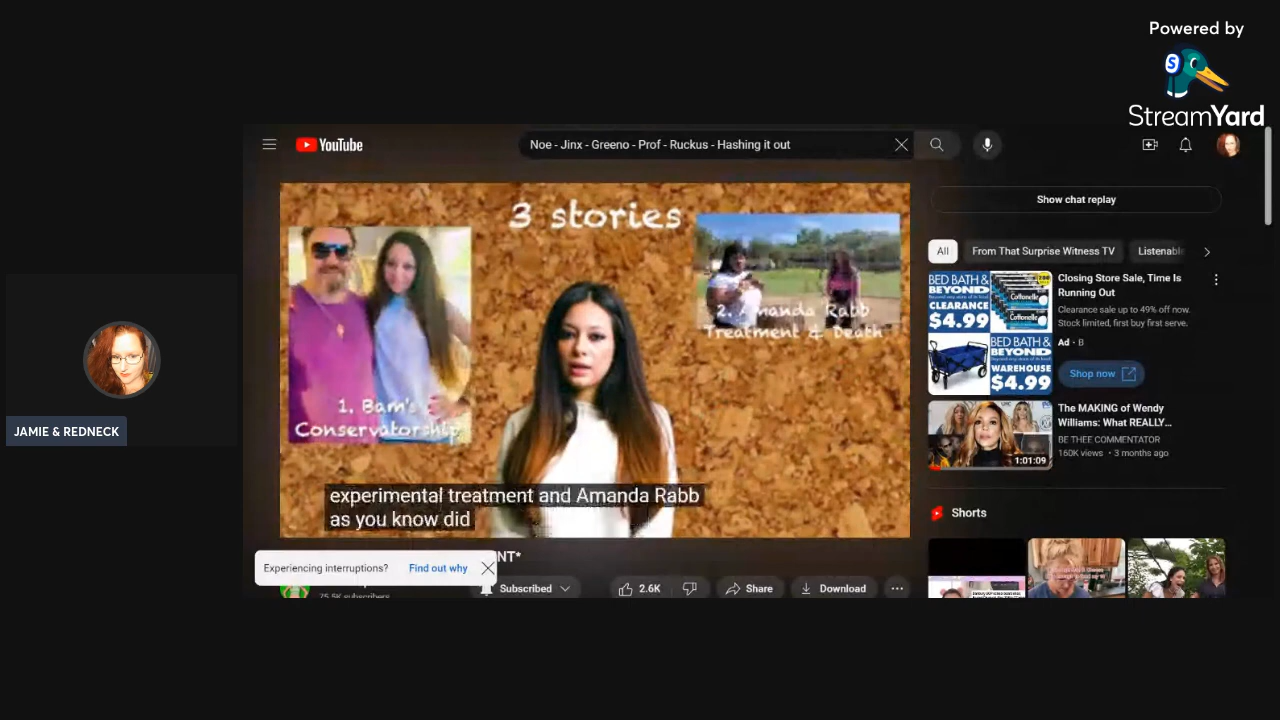 Powered by
StreamYard
YouTube
Noe - Jinx - Greeno - Prof - Ruckus - Hashing it out
Show chat replay
3 stories
All
From That Surprise Witness TV
Listenabl
BED BATH &
BEYOND
CLEARANCE
$4.99
BED BATH
& BEYOND
WAREHOUSE
$4.99
Closing Store Sale, Time Is
Running Out
Clearance sale up to 49% off now.
Stock limited, first buy first serve.
Ad · B
Shop now
2. Amanda Rabb
Treatment & Death
1. Bam's
Conservatorship
JAMIE & REDNECK
The MAKING of Wendy
Williams: What REALLY...
BE THEE COMMENTATOR
160K views • 3 months ago
1:01:09
experimental treatment and Amanda Rabb
as you know did
Shorts
NT*
Experiencing interruptions?
Find out why
75.5K subscribers
Subscribed
2.6K
Share
Download